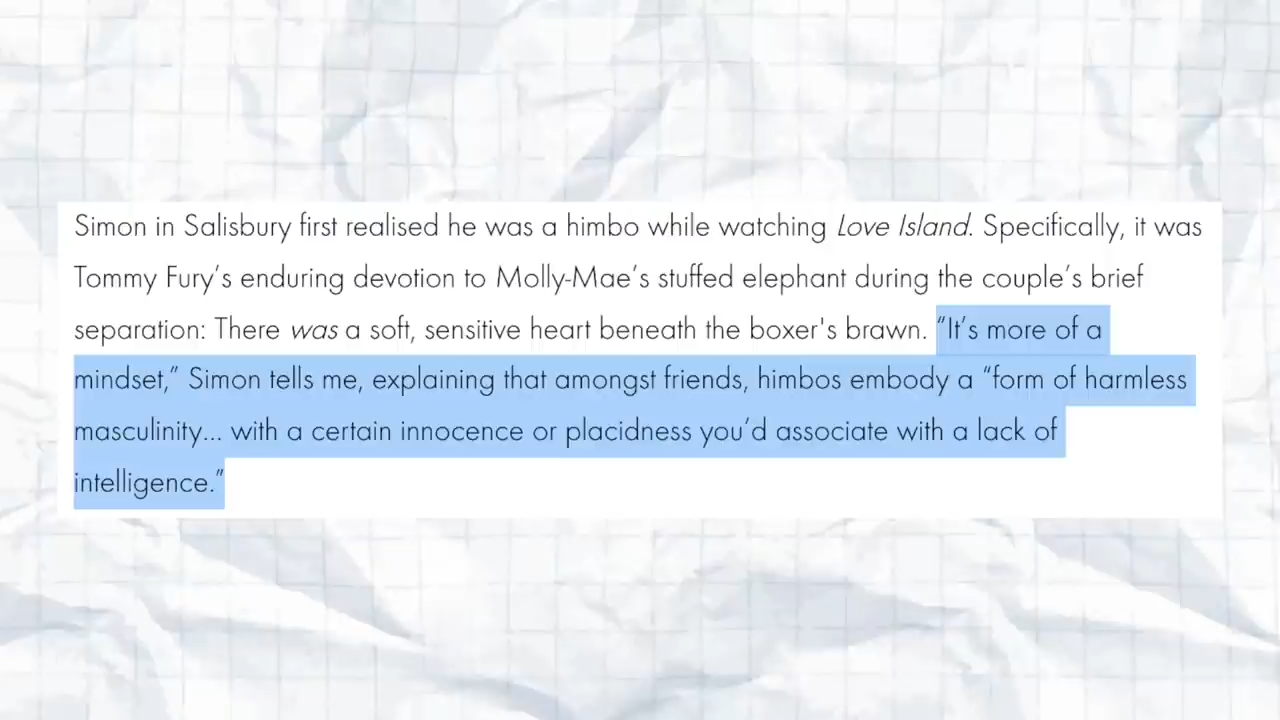 Simon in Salisbury first realised he was a himbo while watching Love Island. Specifically, it was
Tommy Fury’s enduring devotion to Molly-Mae’s stuffed elephant during the couple’s brief
separation: There was a soft, sensitive heart beneath the boxer's brawn. “It’s more of a
mindset,” Simon tells me, explaining that amongst friends, himbos embody a “form of harmless
masculinity... with a certain innocence or placidness you’d associate with a lack of
intelligence.”